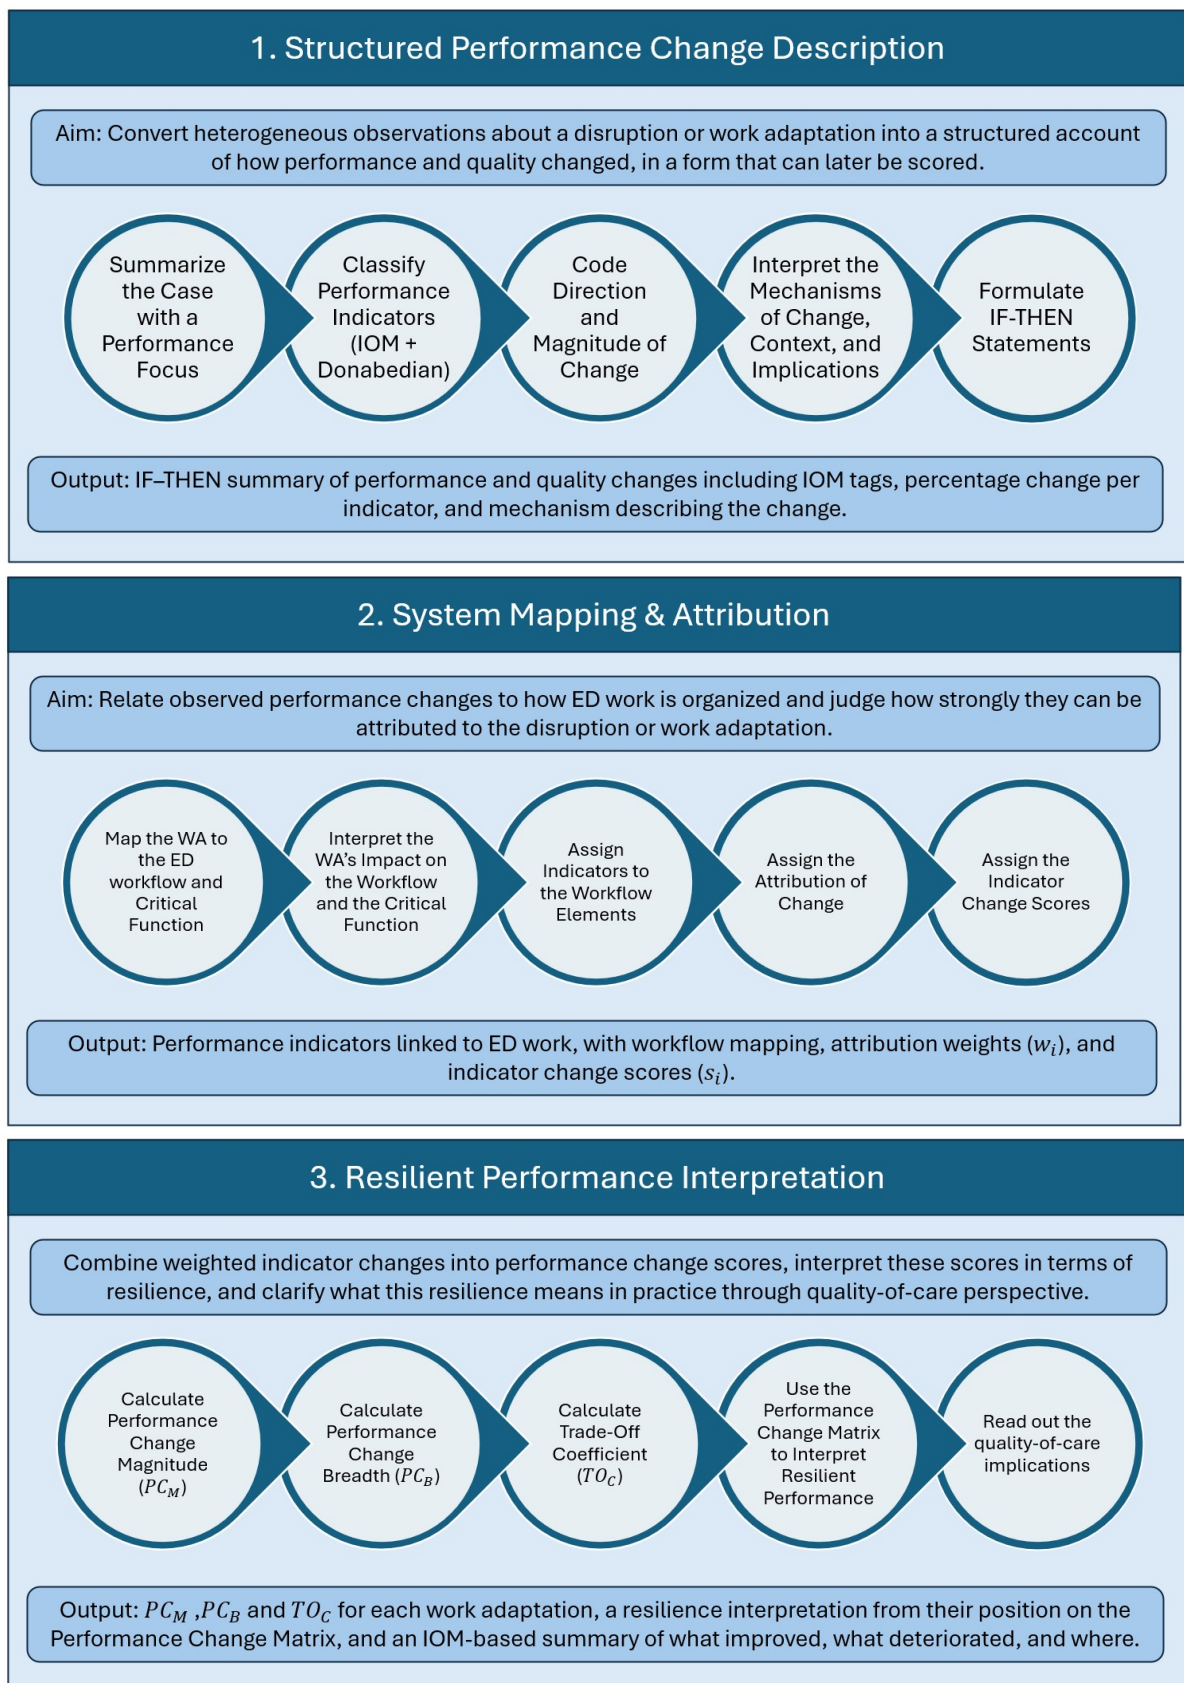 1. Structured Performance Change Description
Aim: Convert heterogeneous observations about a disruption or work adaptation into a structured account
of how performance and quality changed, in a form that can later be scored.
Summarize
the Case
with a
Performance
Focus
Classify
Performance
Indicators
(IOM +
Donabedian)
Code
Direction
and
Magnitude of
Change
Interpret the
Mechanisms
of Change,
Context, and
Implications
Formulate
IF-THEN
Statements
Output: IF–THEN summary of performance and quality changes including IOM tags, percentage change per
indicator, and mechanism describing the change.
2. System Mapping & Attribution
Aim: Relate observed performance changes to how ED work is organized and judge how strongly they can be
attributed to the disruption or work adaptation.
Map the WA to
the ED
workflow and
Critical
Function
Interpret the
WA's Impact on
the Workflow
and the Critical
Function
Assign
Indicators to
the Workflow
Elements
Assign the
Attribution of
Change
Assign the
Indicator
Change Scores
Output: Performance indicators linked to ED work, with workflow mapping, attribution weights (w_i), and
indicator change scores (s_i).
3. Resilient Performance Interpretation
Combine weighted indicator changes into performance change scores, interpret these scores in terms of
resilience, and clarify what this resilience means in practice through quality-of-care perspective.
Calculate
Performance
Change
Magnitude
(PC_M)
Calculate
Performance
Change
Breadth (PC_B)
Calculate
Trade-Off
Coefficient
(TO_C)
Use the
Performance
Change Matrix
to Interpret
Resilient
Performance
Read out the
quality-of-care
implications
Output: PC_M ,PC_B and TO_C for each work adaptation, a resilience interpretation from their position on the
Performance Change Matrix, and an IOM-based summary of what improved, what deteriorated, and where.